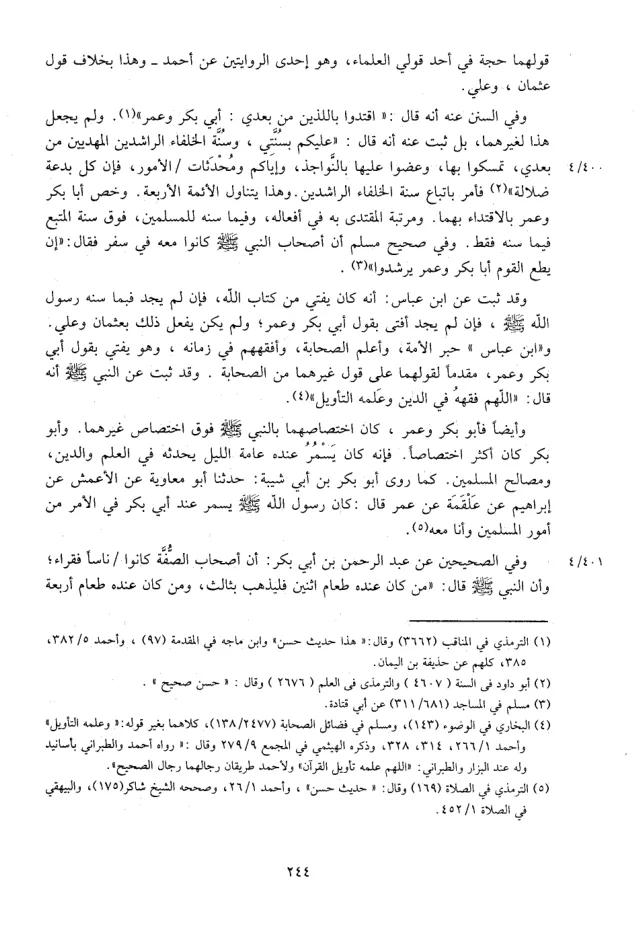 قولهما حجة في أحد قولي العلماء، وهو إحدى الروايتين عن أحمد ـ وهذا بخلاف قول
عثمان ، وعلي.
وفي السنن عنه أنه قال :« اقتدوا باللذين من بعدي : أبي بكر وعمر»(١). ولم يجعل
هذا لغيرهما، بل ثبت عنه أنه قال : «عليكم بسنَّتي ، وسنَّة الخلفاء الراشدين المهديين من
٤/٤٠٠ بعدي، تمسكوا بها، وعضوا عليها بالنَّواجذ، وإياكم ومُحْدَثات /الأمور، فإن كل بدعة
ضلالة»(٢) فأمر باتباع سنة الخلفاء الراشدين. وهذا يتناول الأئمة الأربعة. وخص أبا بكر
وعمر بالاقتداء بهما. ومرتبة المقتدى به في أفعاله، وفيما سنه للمسلمين، فوق سنة المتبع
فيما سنه فقط. وفي صحيح مسلم أن أصحاب النبي ﷺ كانوا معه في سفر فقال:«إن
يطع القوم أبا بكر وعمر يرشدوا»(٣) .
وقد ثبت عن ابن عباس: أنه كان يفتي من كتاب الله، فإن لم يجد فبما سنه رسول
الله ﷺ ، فإن لم يجد أفتى بقول أبي بكر وعمر؛ ولم يكن يفعل ذلك بعثمان وعلي.
و«ابن عباس » حبر الأمة، وأعلم الصحابة، وأفقههم في زمانه ، وهو يفتي بقول أبي
بكر وعمر، مقدماً لقولهما على قول غيرهما من الصحابة . وقد ثبت عن النبي ﷺ أنه
قال: «اللّهم فقههُ في الدين وعَلمه التأويل»(٤).
وأيضاً فأبو بكر وعمر ، كان اختصاصهما بالنبي ﷺ فوق اختصاص غيرهما. وأبو
بكر كان أكثر اختصاصاً. فإنه كان يَسْمُرُ عنده عامة الليل يحدثه في العلم والدين،
ومصالح المسلمين. كما روى أبو بكر بن أبي شيبة: حدثنا أبو معاوية عن الأعمش عن
إبراهيم عن عَلْقَمَة عن عمر قال :كان رسول الله ﷺ يسمر عند أبي بكر في الأمر من
أمور المسلمين وأنا معه(٥).
٤/٤٠١ وفي الصحيحين عن عبد الرحمن بن أبي بكر: أن أصحاب الصُّفَّة كانوا /ناساً فقراء؛
وأن النبي ﷺ قال: «من كان عنده طعام اثنين فليذهب بثالث، ومن كان عنده طعام أربعة
(١) الترمذي في المناقب (٣٦٦٢) وقال:« هذا حديث حسن» وابن ماجه في المقدمة (٩٧) ، وأحمد ٥/ ٣٨٢،
٣٨٥، كلهم عن حذيفة بن اليمان.
(٢) أبو داود فى السنة ( ٤٦٠٧) والترمذى فى العلم ( ٢٦٧٦ ) وقال : « حسن صحيح » .
(٣) مسلم في المساجد (٦٨١/ ٣١١) عن أبي قتادة.
(٤) البخاري في الوضوء (١٤٣)، ومسلم في فضائل الصحابة (٢٤٧٧/ ١٣٨)، كلاهما بغير قوله:« وعلمه التأويل»
وأحمد ١/ ٢٦٦، ٣١٤، ٣٢٨، وذكره الهيثمي في المجمع ٩/ ٢٧٩ وقال :« رواه أحمد والطبراني بأسانيد
وله عند البزار والطبراني: «اللهم علمه تأويل القرآن» ولأحمد طريقان رجالهما رجال الصحيح».
(٥) الترمذي في الصلاة (١٦٩) وقال: « حديث حسن» ، وأحمد ١/ ٢٦، وصححه الشيخ شاكر(١٧٥)، والبيهقي
في الصلاة ١/ ٤٥٢.
٢٤٤